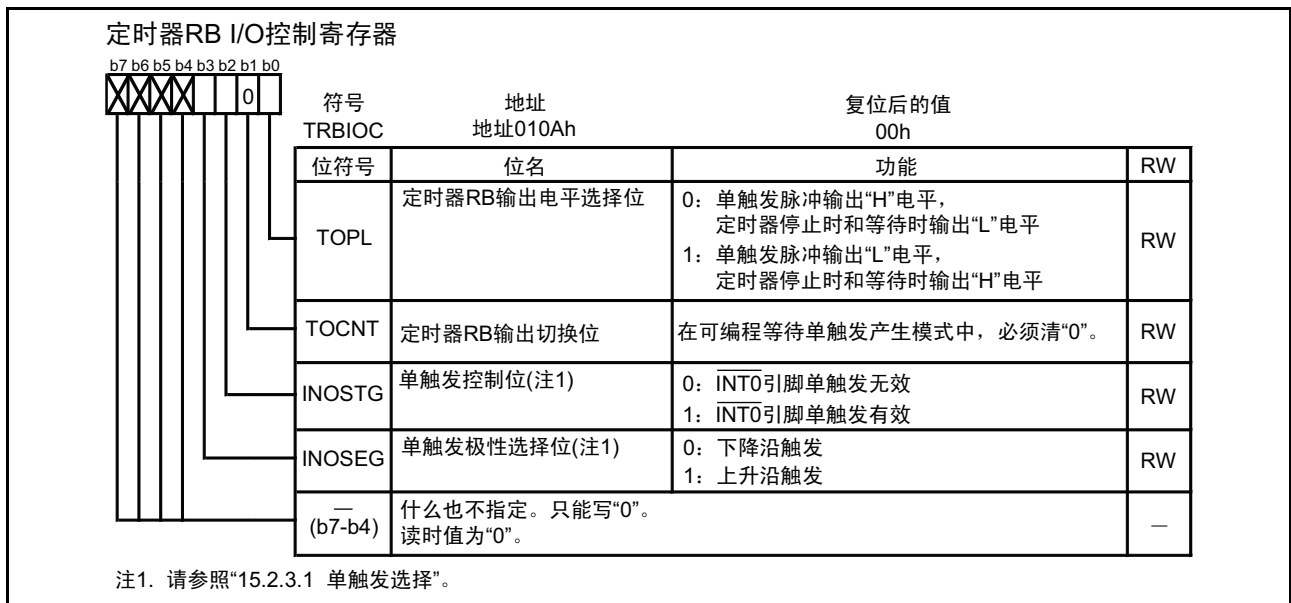 定时器RB I/O控制寄存器
b7 b6 b5 b4 b3 b2 b1 b0
0
符号 地址 复位后的值
TRBIOC 地址010Ah 00h
位符号 位名 功能 RW
TOPL 定时器RB输出电平选择位 0：单触发脉冲输出“H”电平， RW
定时器停止时和等待时输出“L”电平
1：单触发脉冲输出“L”电平，
定时器停止时和等待时输出“H”电平
TOCNT 定时器RB输出切换位 在可编程等待单触发产生模式中，必须清“0”。 RW
INOSTG 单触发控制位(注1) 0：INT0引脚单触发无效 RW
1：INT0引脚单触发有效
INOSEG 单触发极性选择位(注1) 0：下降沿触发 RW
1：上升沿触发
— (b7-b4) 什么也不指定。只能写“0”。 —
读时值为“0”。
注1. 请参照“15.2.3.1 单触发选择”。